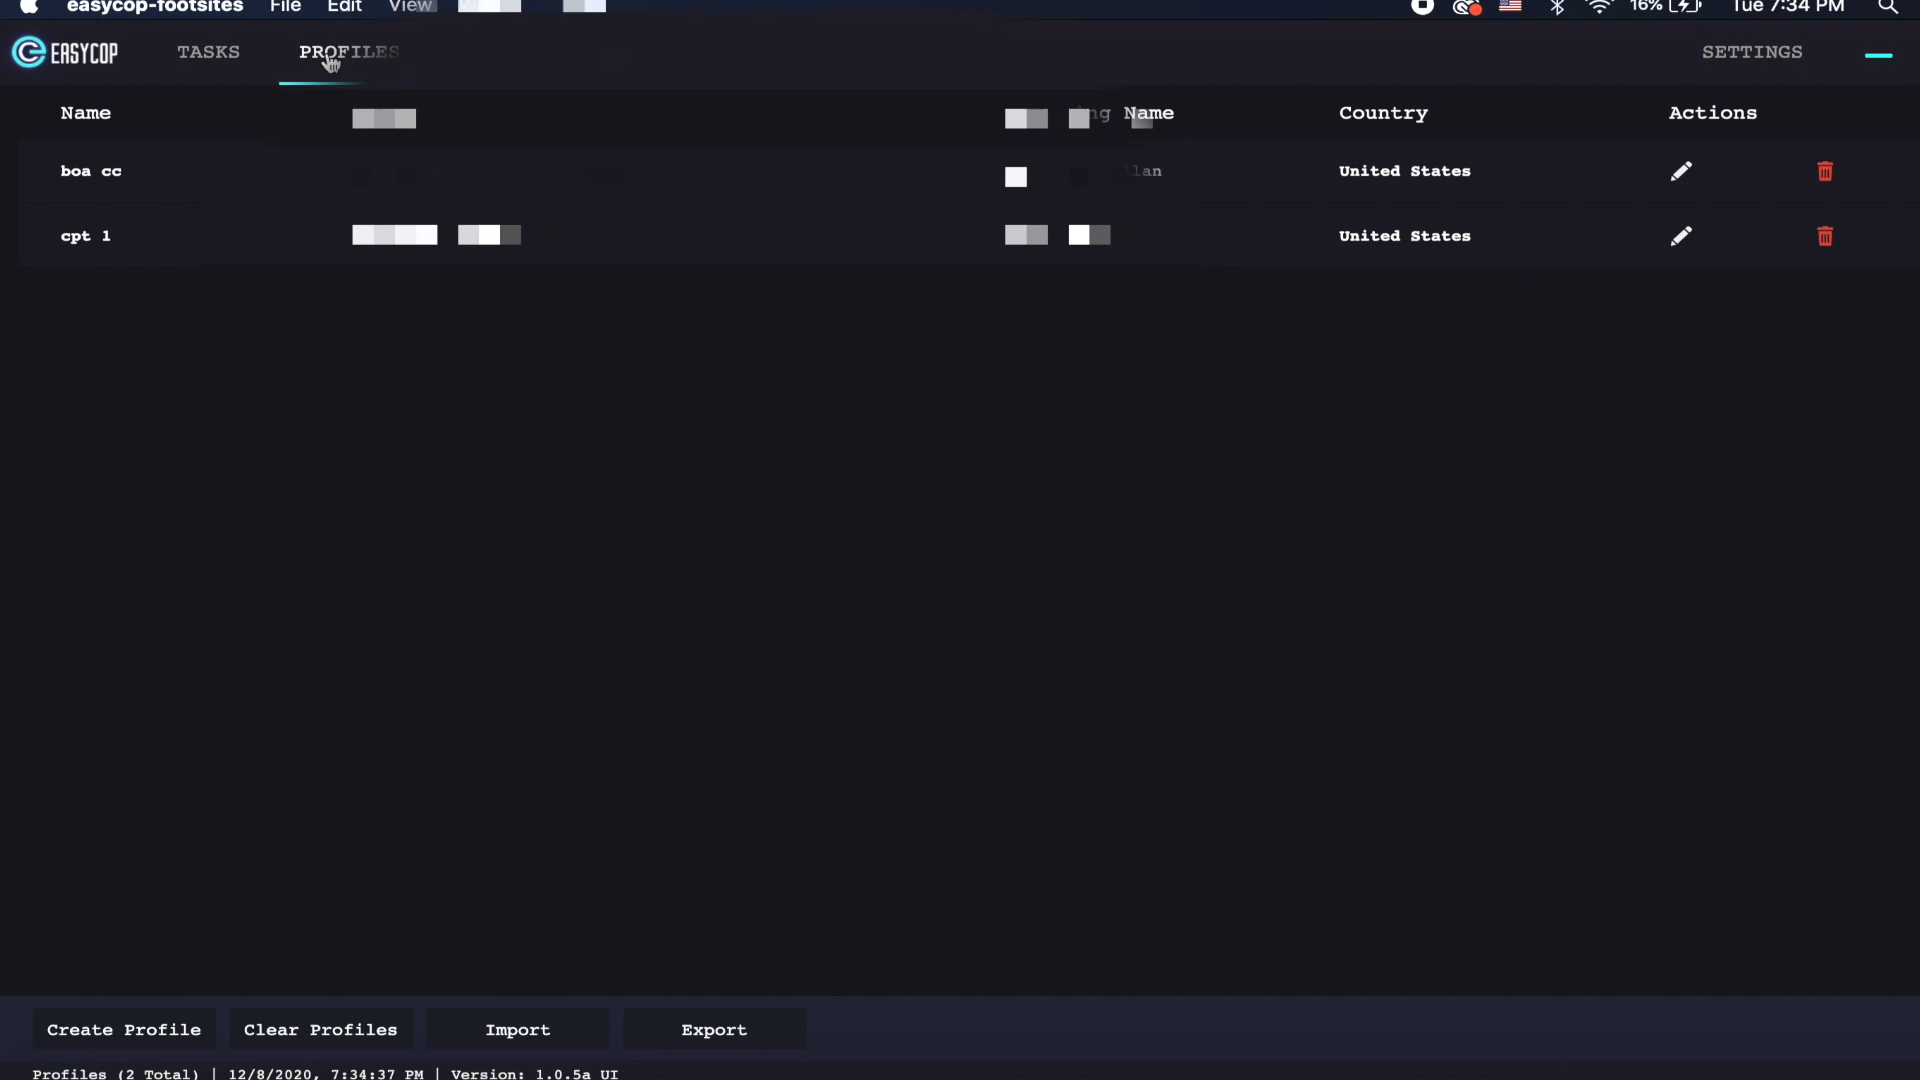 easycop-footsites File Edit View 16% Tue 7:34 PM
EASYCOP TASKS PROFILES SETTINGS
Name Name Country Actions
boa cc United States
cpt 1 United States
Create Profile Clear Profiles Import Export
Profiles (2 Total) | 12/8/2020, 7:34:37 PM | Version: 1.0.5a UI